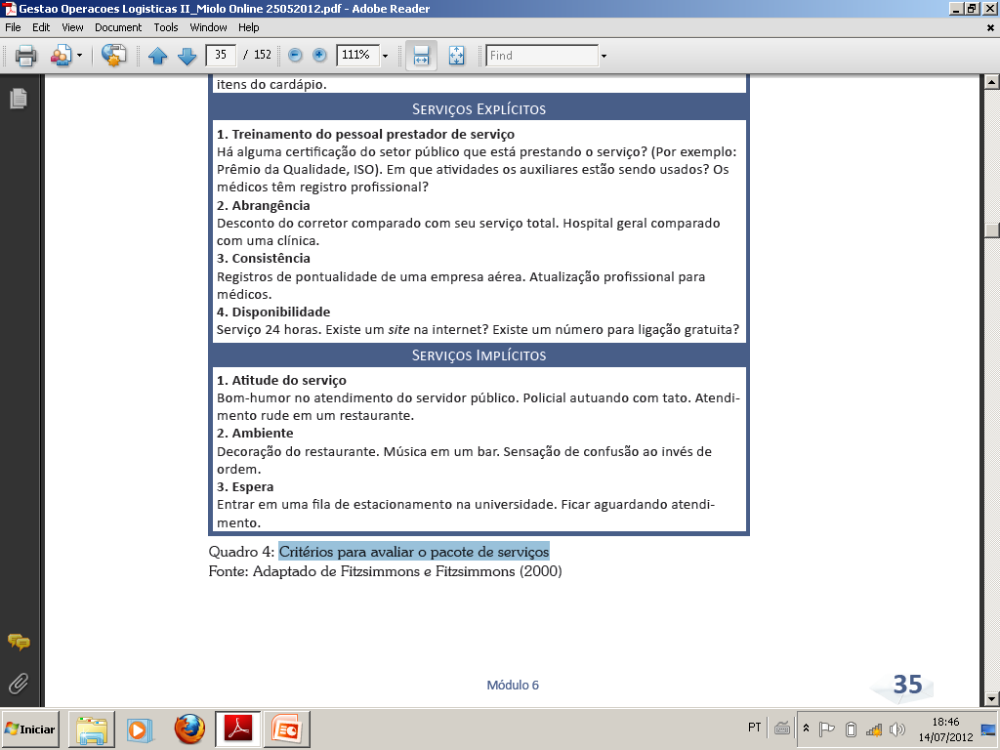 Gestao Operacoes Logisticas II_Miolo Online 25052012.pdf - Adobe Reader
File Edit View Document Tools Window Help
35 / 152 111% Find
itens do cardápio.
Serviços Explícitos
1. Treinamento do pessoal prestador de serviço
Há alguma certificação do setor público que está prestando o serviço? (Por exemplo:
Prêmio da Qualidade, ISO). Em que atividades os auxiliares estão sendo usados? Os
médicos têm registro profissional?
2. Abrangência
Desconto do corretor comparado com seu serviço total. Hospital geral comparado
com uma clínica.
3. Consistência
Registros de pontualidade de uma empresa aérea. Atualização profissional para
médicos.
4. Disponibilidade
Serviço 24 horas. Existe um site na internet? Existe um número para ligação gratuita?
Serviços Implícitos
1. Atitude do serviço
Bom-humor no atendimento do servidor público. Policial autuando com tato. Atendi-
mento rude em um restaurante.
2. Ambiente
Decoração do restaurante. Música em um bar. Sensação de confusão ao invés de
ordem.
3. Espera
Entrar em uma fila de estacionamento na universidade. Ficar aguardando atendi-
mento.
Quadro 4: Critérios para avaliar o pacote de serviços
Fonte: Adaptado de Fitzsimmons e Fitzsimmons (2000)
Módulo 6
35
Iniciar
PT
18:46
14/07/2012